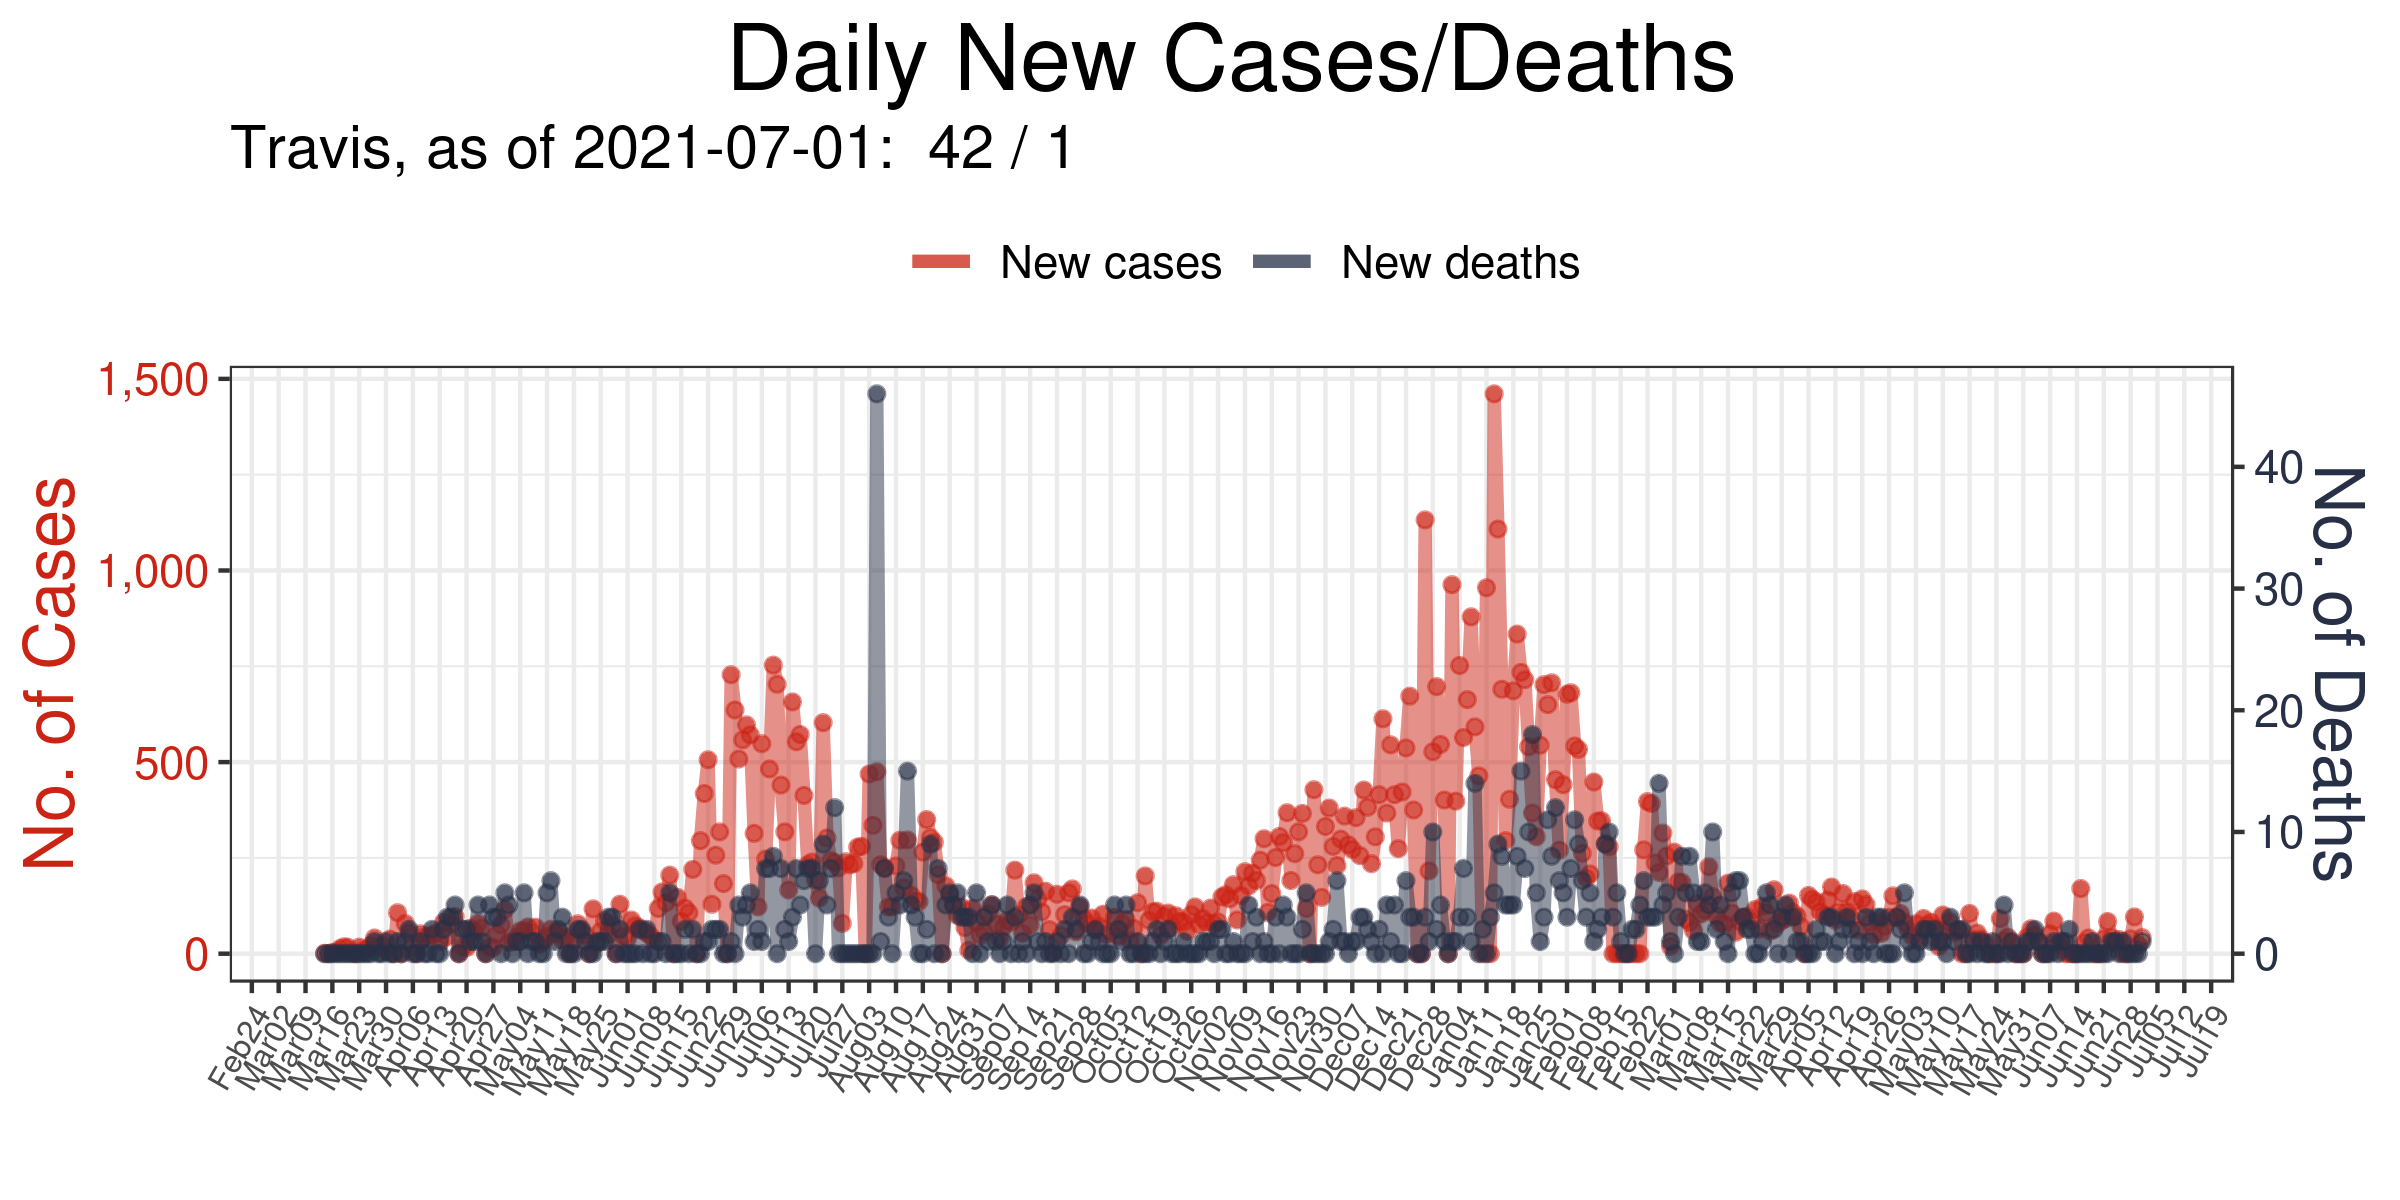 Daily New Cases/Deaths
Travis, as of 2021-07-01:  42 / 1
New cases
New deaths
No. of Cases
1,500
1,000
500
0
No. of Deaths
40
30
20
10
0
Feb24
Mar02
Mar09
Mar16
Mar23
Mar30
Apr06
Apr13
Apr20
Apr27
May04
May11
May18
May25
Jun01
Jun08
Jun15
Jun22
Jun29
Jul06
Jul13
Jul20
Jul27
Aug03
Aug10
Aug17
Aug24
Aug31
Sep07
Sep14
Sep21
Sep28
Oct05
Oct12
Oct19
Oct26
Nov02
Nov09
Nov16
Nov23
Nov30
Dec07
Dec14
Dec21
Dec28
Jan04
Jan11
Jan18
Jan25
Feb01
Feb08
Feb15
Feb22
Mar01
Mar08
Mar15
Mar22
Mar29
Apr05
Apr12
Apr19
Apr26
May03
May10
May17
May24
May31
Jun07
Jun14
Jun21
Jun28
Jul05
Jul12
Jul19